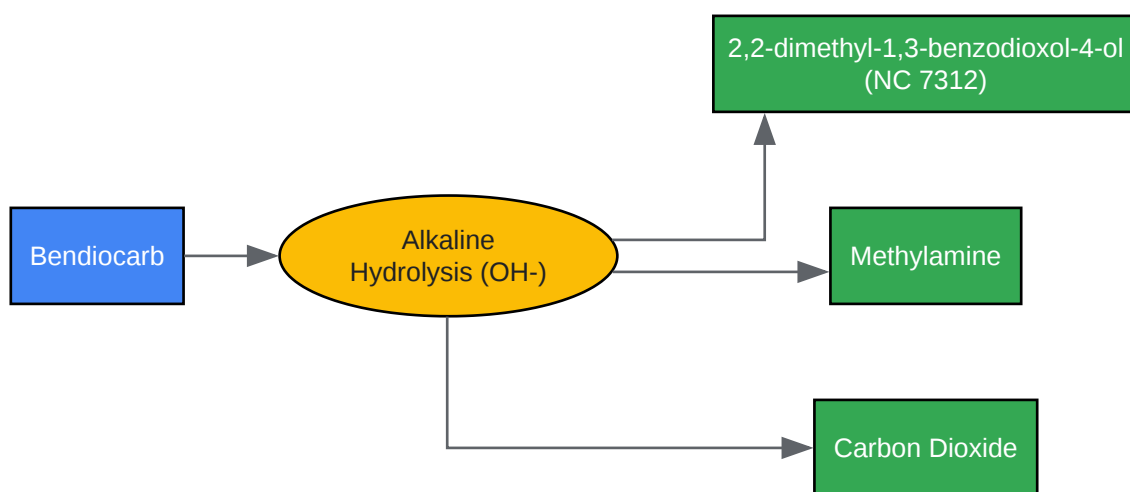 2,2-dimethyl-1,3-benzodioxol-4-ol
(NC 7312)
Bendiocarb
Alkaline
Hydrolysis (OH-)
Methylamine
Carbon Dioxide